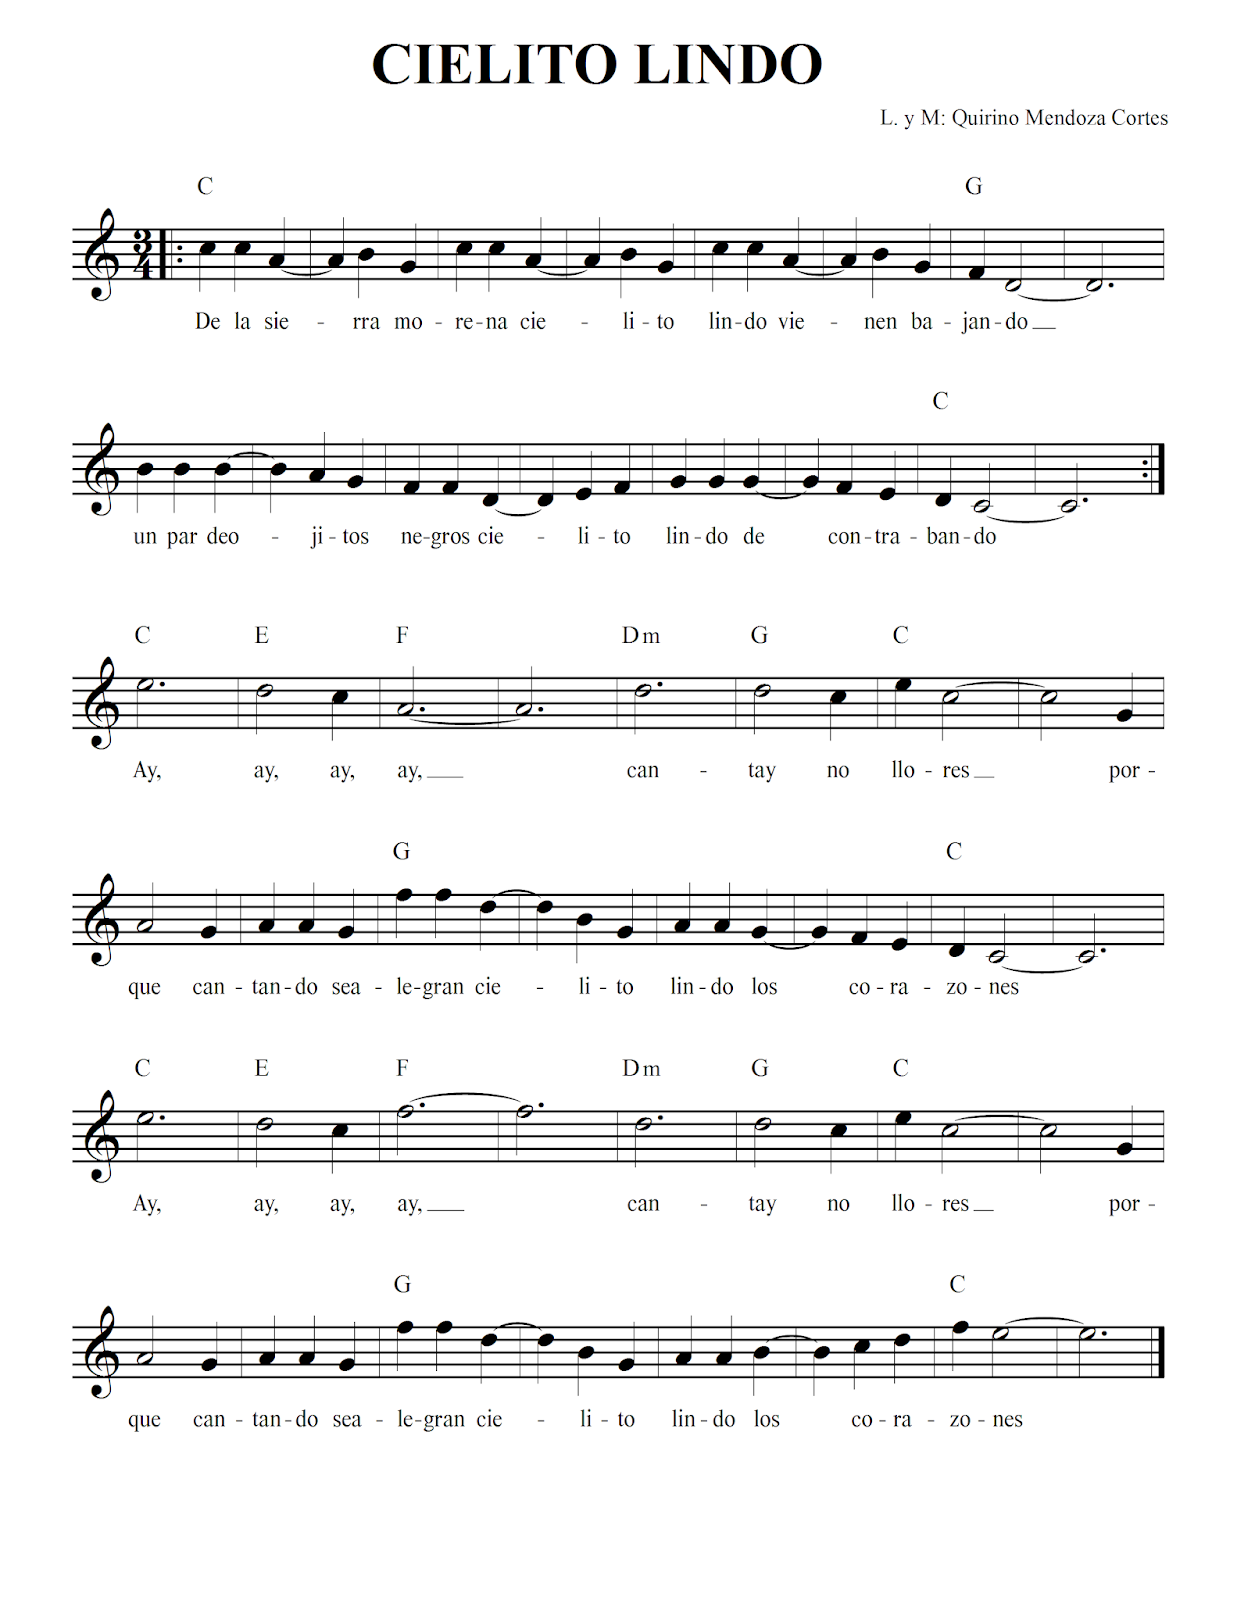 CIELITO LINDO
L. y M: Quirino Mendoza Cortes
C G
3
4
De la sie - rra mo - re-na cie - li - to lin-do vie - nen ba - jan-do
C
un par deo - ji - tos ne-gros cie - li - to lin-do de con-tra-ban-do
C E F Dm G C
Ay, ay, ay, ay, can - tay no llo - res por -
G C
que can - tan-do sea - le-gran cie - li - to lin-do los co-ra - zo-nes
C E F Dm G C
Ay, ay, ay, ay, can - tay no llo - res por -
G C
que can - tan-do sea - le-gran cie - li - to lin-do los co-ra - zo-nes